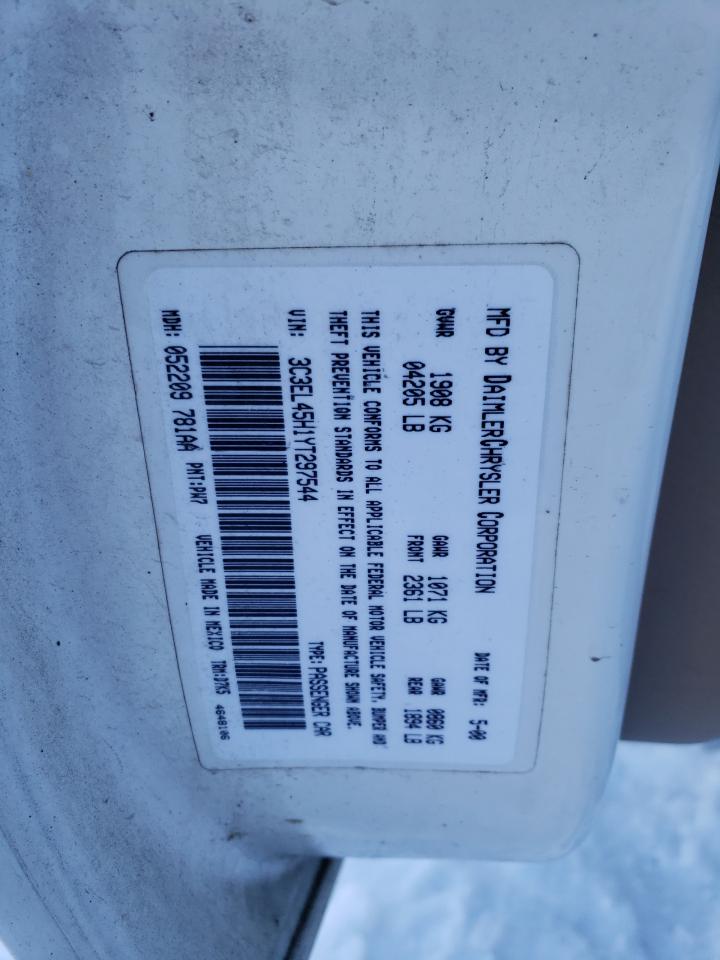 MFD BY DAIMLERCHRYSLER CORPORATION DATE OF MFR: 5-00
GVWR 1908 KG GAWR 1071 KG GAWR 0860 KG
04205 LB FRONT 2361 LB REAR 1894 LB
THIS VEHICLE CONFORMS TO ALL APPLICABLE FEDERAL MOTOR VEHICLE SAFETY, BUMPER AND
THEFT PREVENTION STANDARDS IN EFFECT ON THE DATE OF MANUFACTURE SHOWN ABOVE.
VIN: 3C3EL45H1YT297544 TYPE: PASSENGER CAR
MDH: 052209 781AA PNT:PW7 VEHICLE MADE IN MEXICO TRM:D7K5 4648106